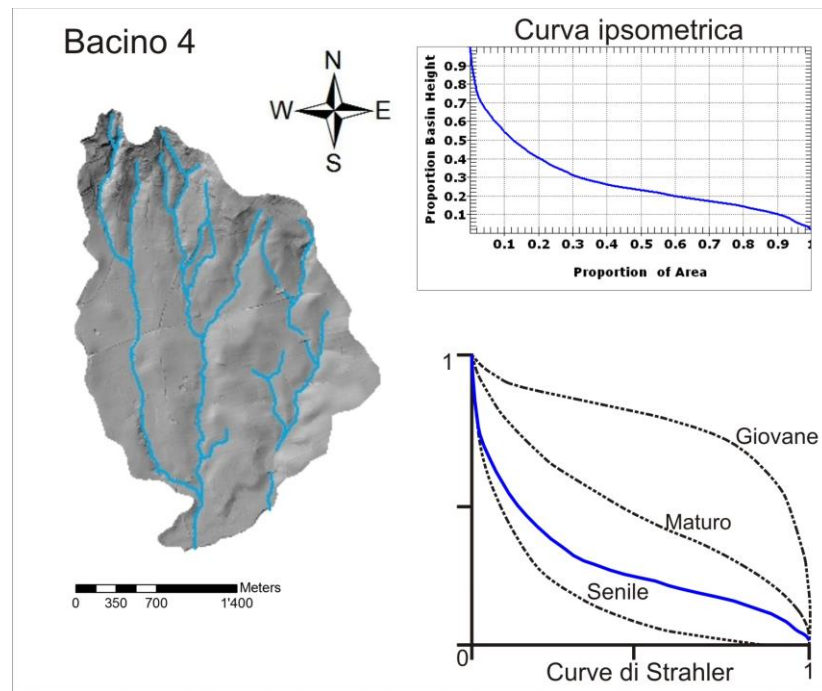 Bacino 4
N
W E
S
Meters
0 350 700 1'400
Curva ipsometrica
Proportion Basin Height
0.9
0.8
0.7
0.6
0.5
0.4
0.3
0.2
0.1
0.1 0.2 0.3 0.4 0.5 0.6 0.7 0.8 0.9 1
Proportion of Area
1
Giovane
Maturo
Senile
0 1
Curve di Strahler